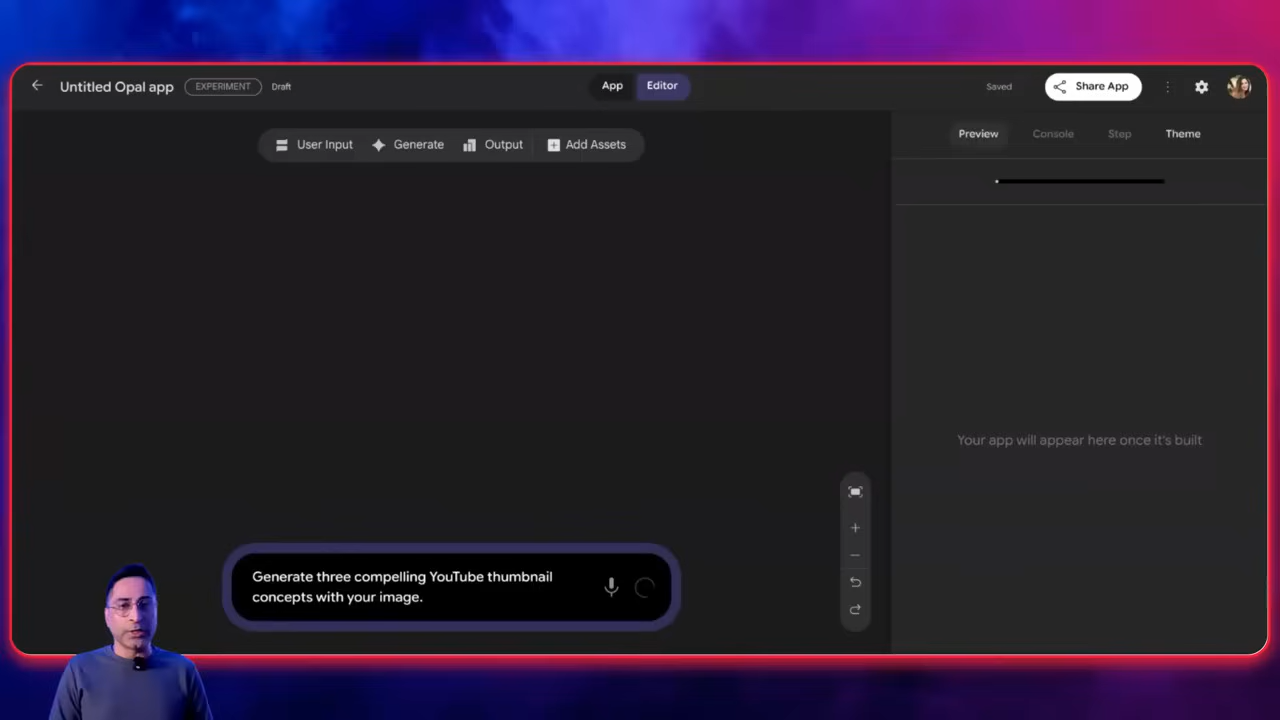 Untitled Opal app
EXPERIMENT
Draft
App
Editor
Saved
Share App
User Input
Generate
Output
Add Assets
Preview
Console
Step
Theme
Your app will appear here once it's built
Generate three compelling YouTube thumbnail
concepts with your image.